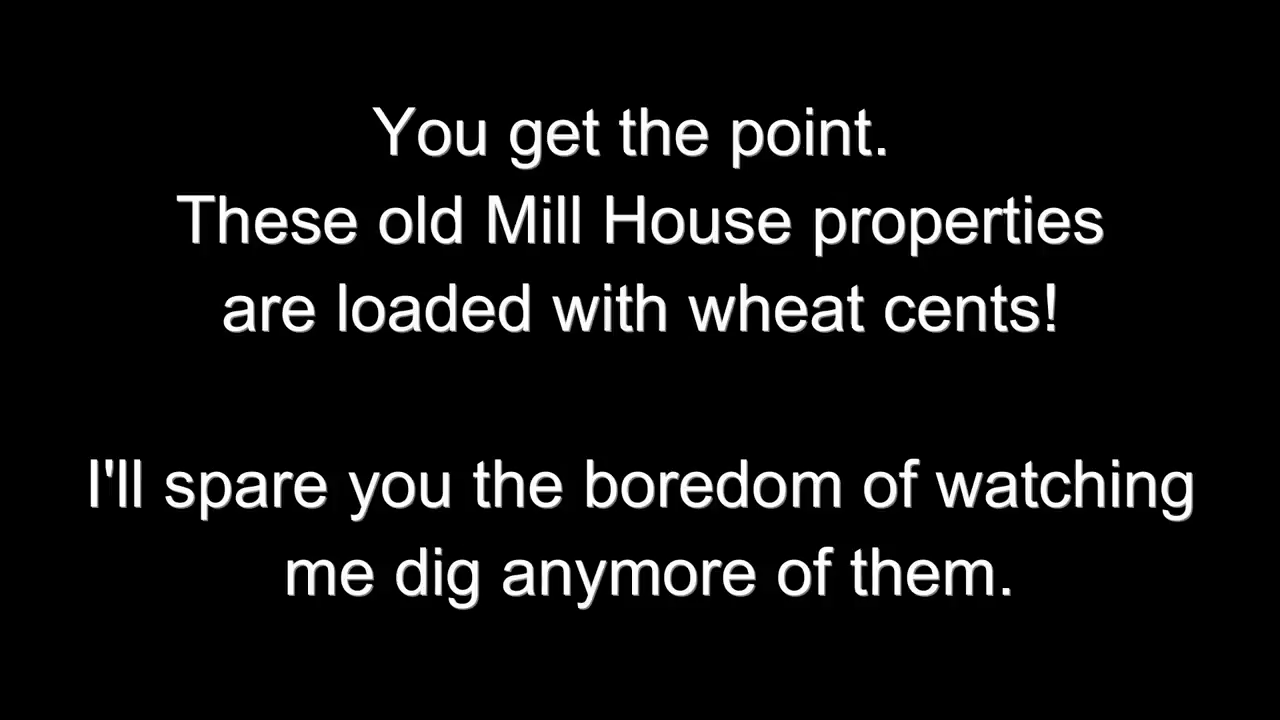 You get the point.
These old Mill House properties
are loaded with wheat cents!
I'll spare you the boredom of watching
me dig anymore of them.